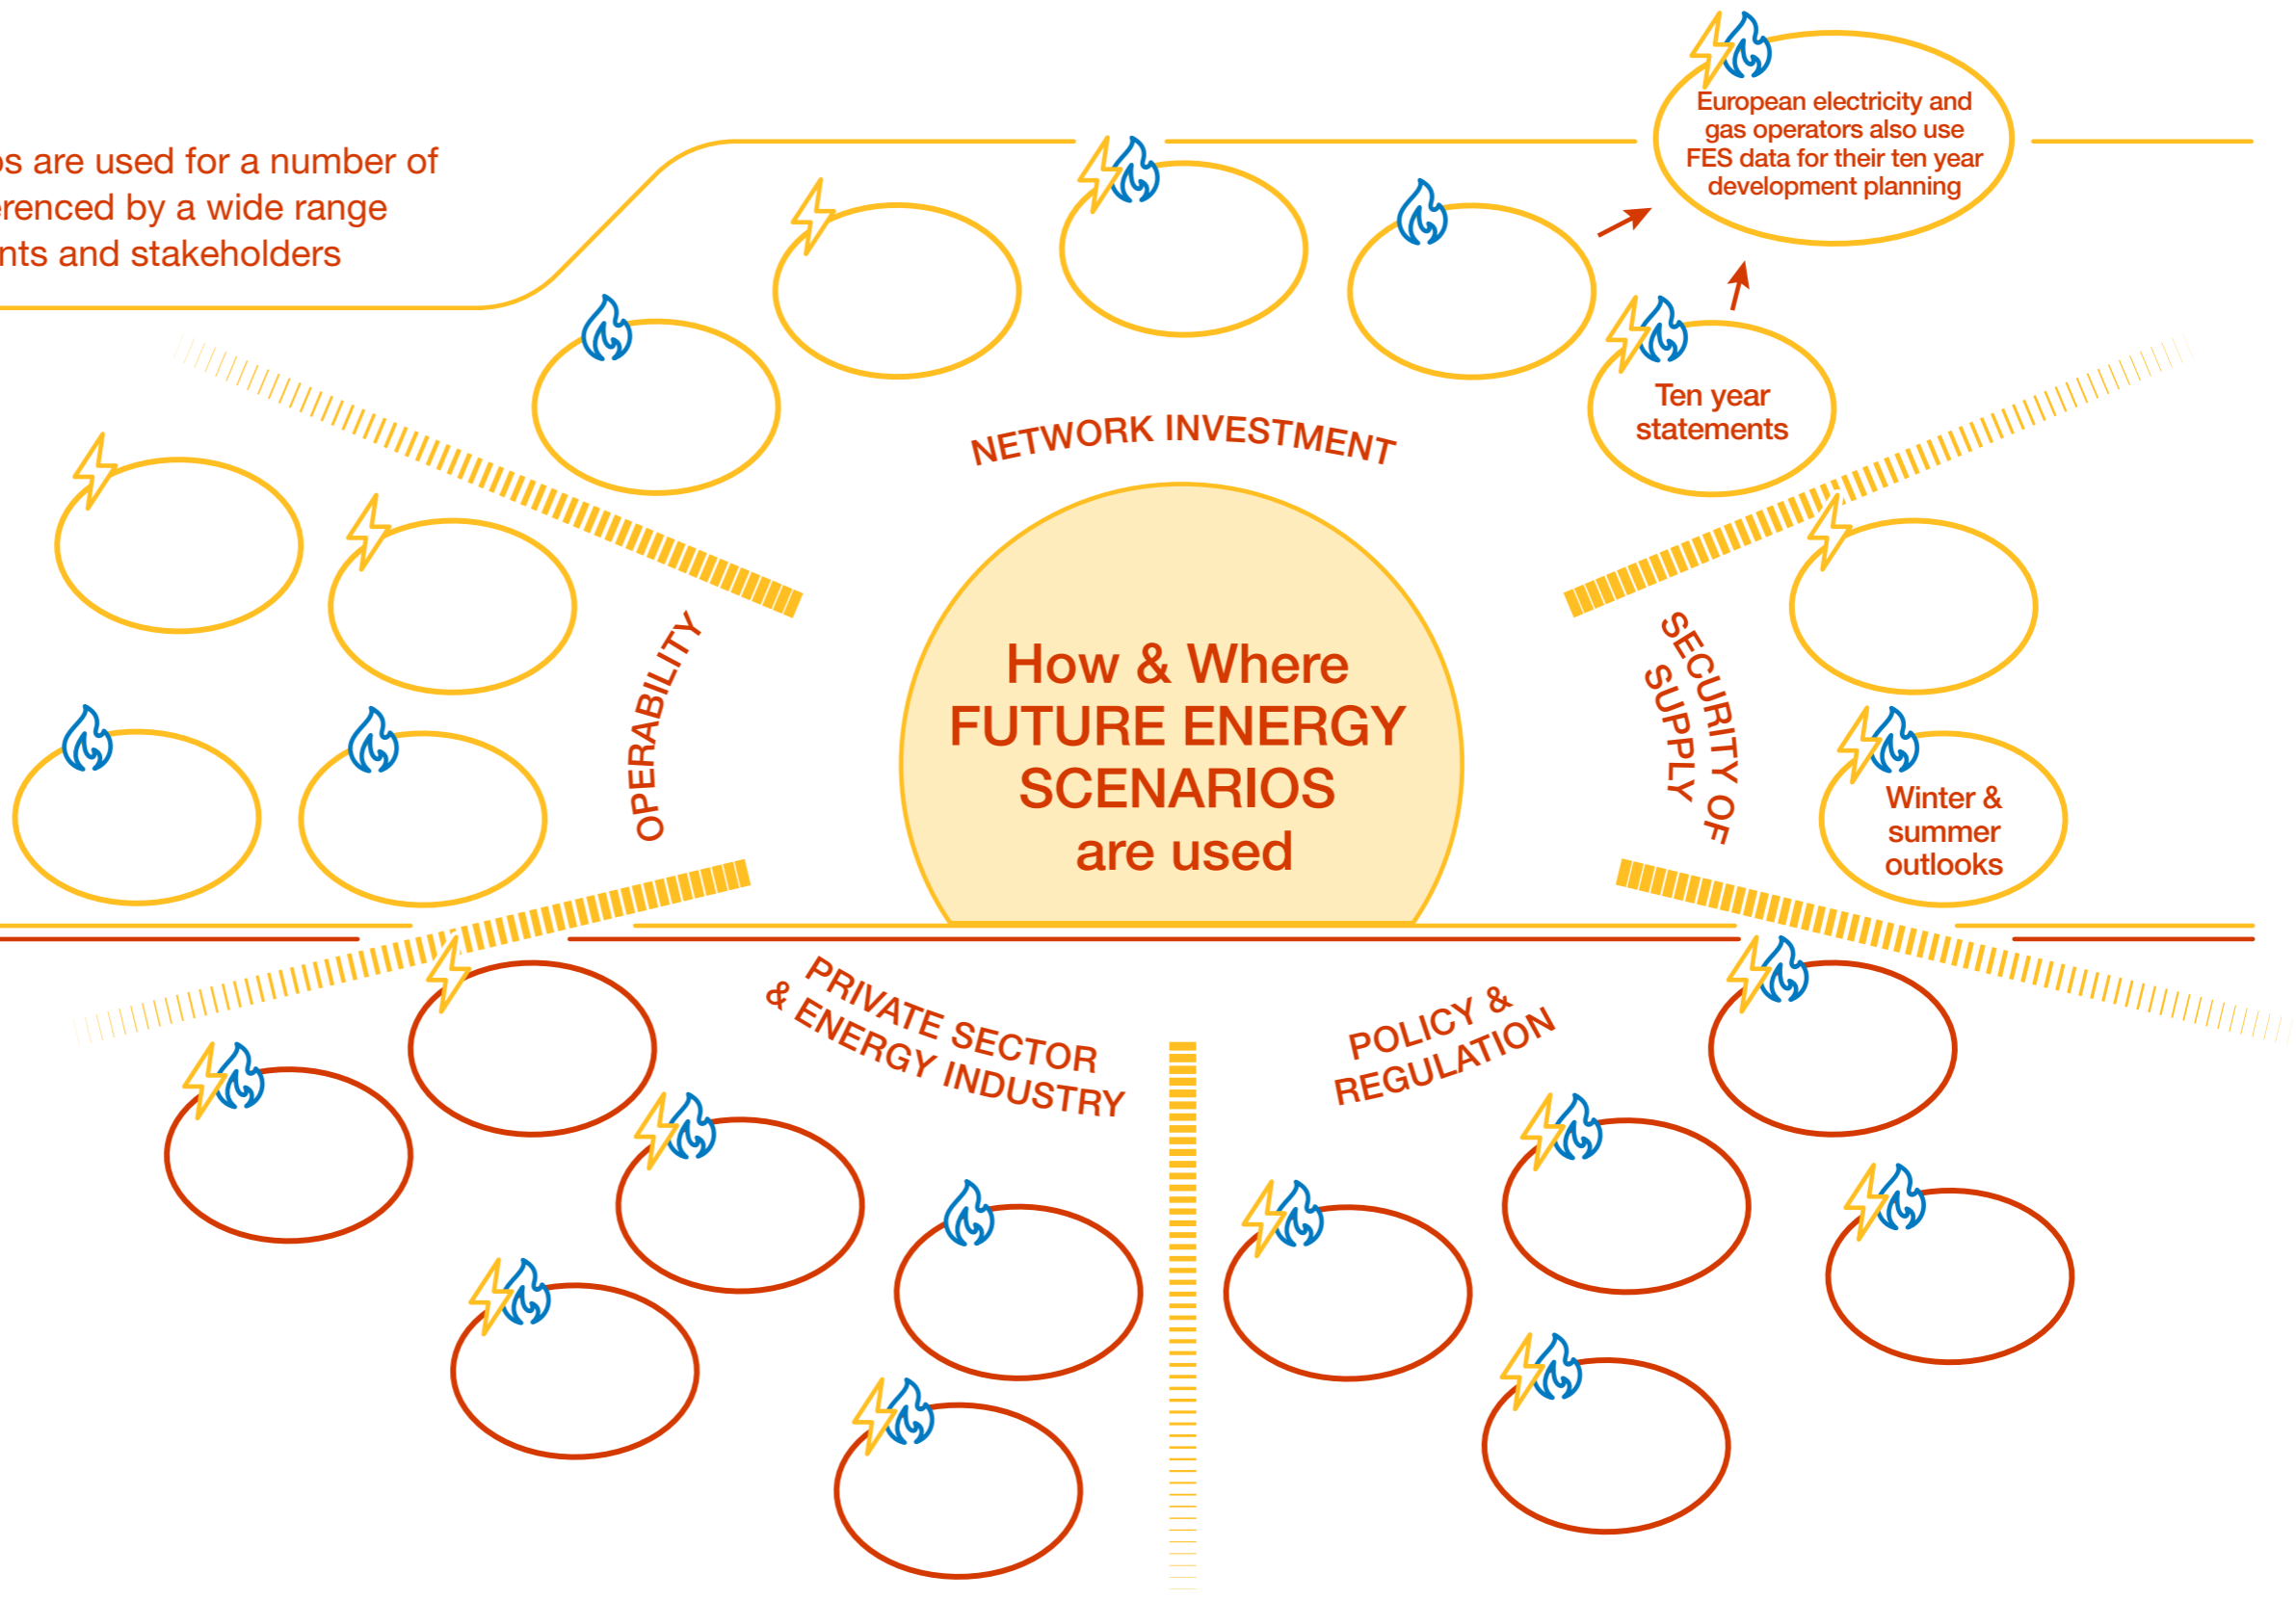 are used for a number of
by a wide range
and stakeholders
European electricity and
gas operators also use
FES data for their ten year
development planning
Ten year
statements
NETWORK INVESTMENT
OPERABILITY
How & Where
FUTURE ENERGY
SCENARIOS
are used
SECURITY OF
SUPPLY
Winter &
summer
outlooks
PRIVATE SECTOR
& ENERGY INDUSTRY
POLICY &
REGULATION